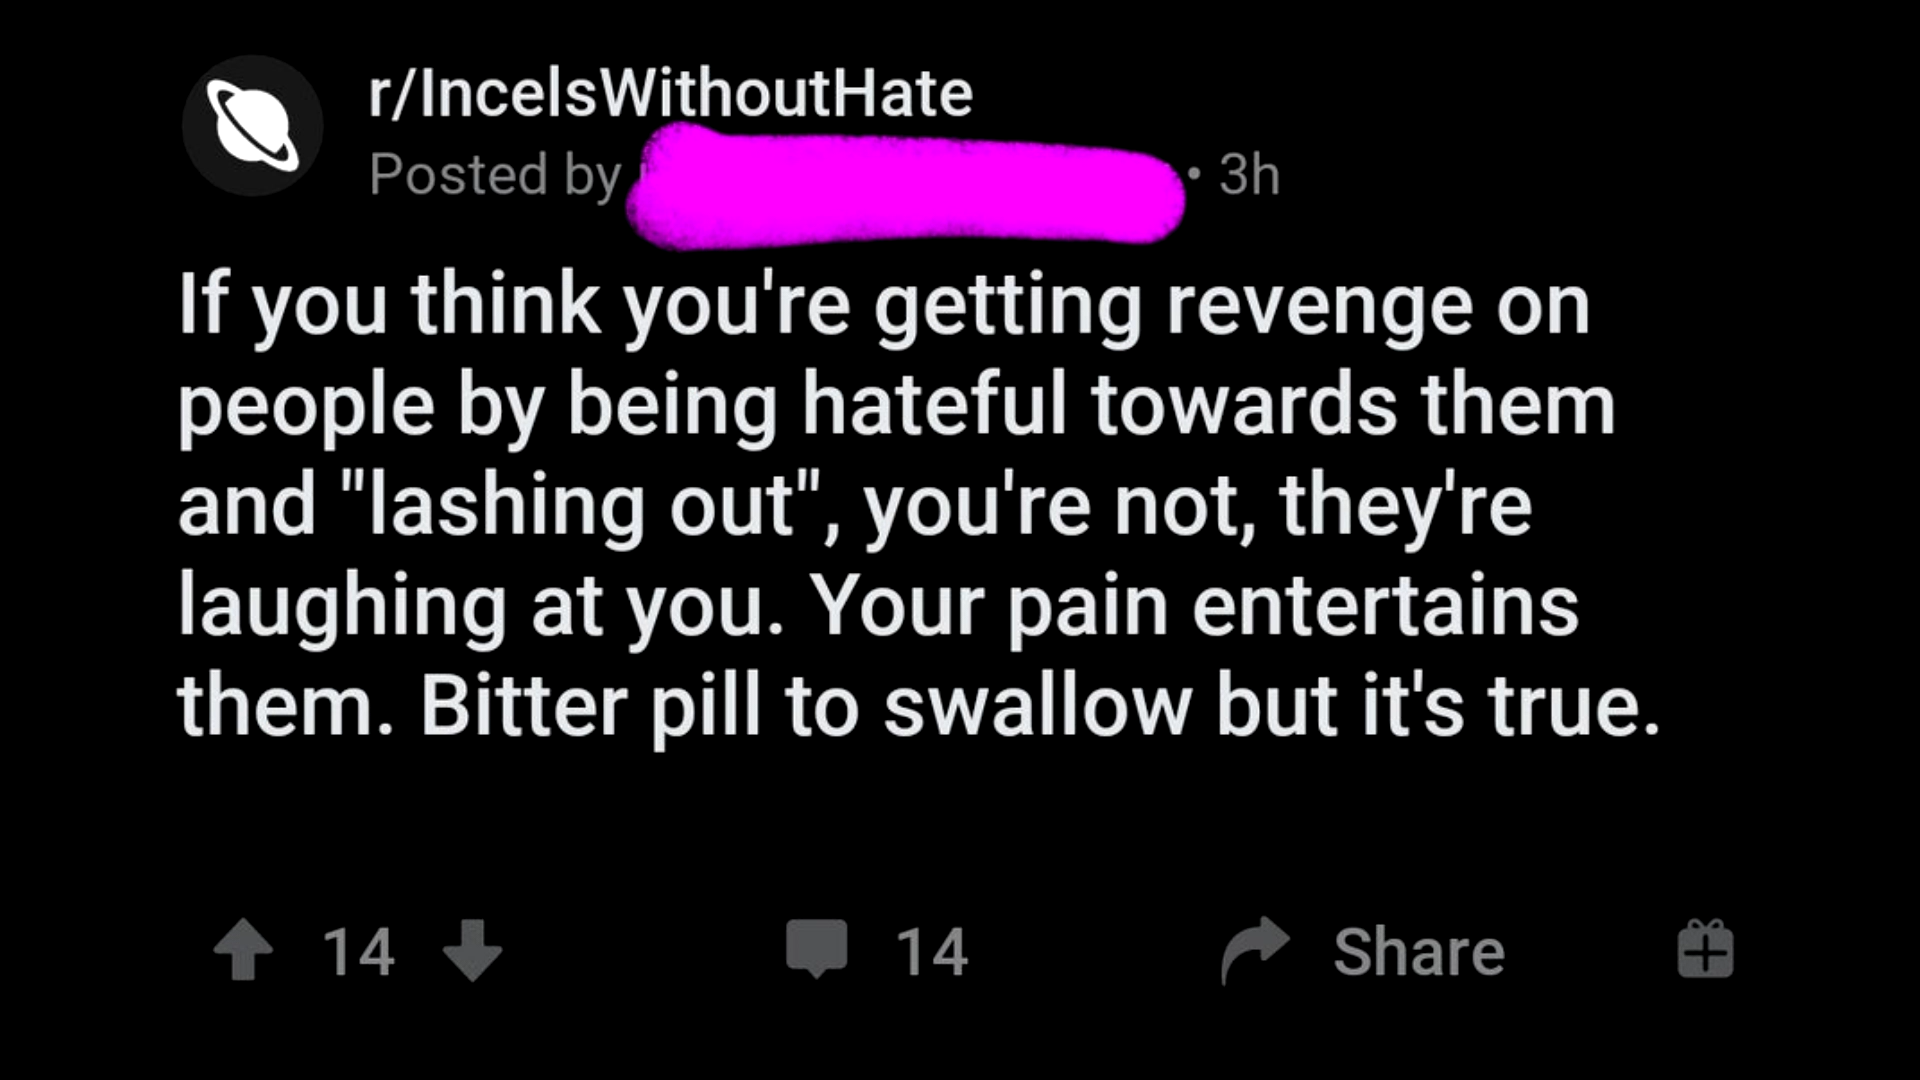 r/IncelsWithoutHate
Posted by • 3h
If you think you're getting revenge on
people by being hateful towards them
and "lashing out", you're not, they're
laughing at you. Your pain entertains
them. Bitter pill to swallow but it's true.
14 14 Share